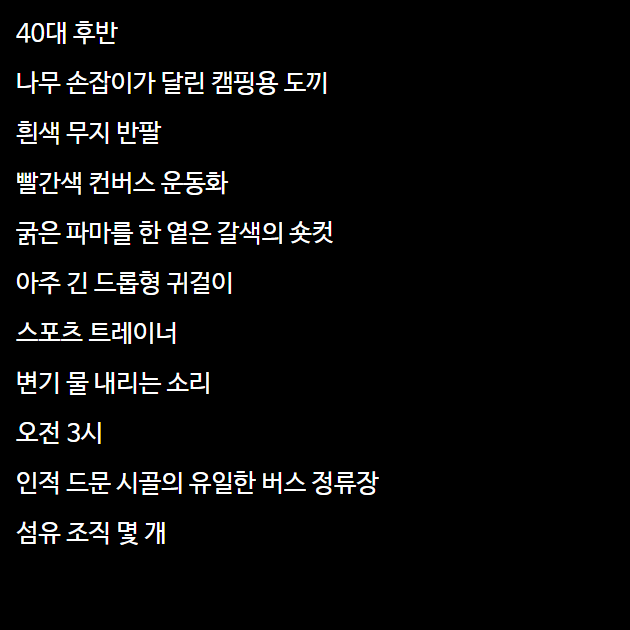 40대 후반
나무 손잡이가 달린 캠핑용 도끼
흰색 무지 반팔
빨간색 컨버스 운동화
굵은 파마를 한 옅은 갈색의 숏컷
아주 긴 드롭형 귀걸이
스포츠 트레이너
변기 물 내리는 소리
오전 3시
인적 드문 시골의 유일한 버스 정류장
섬유 조직 몇 개